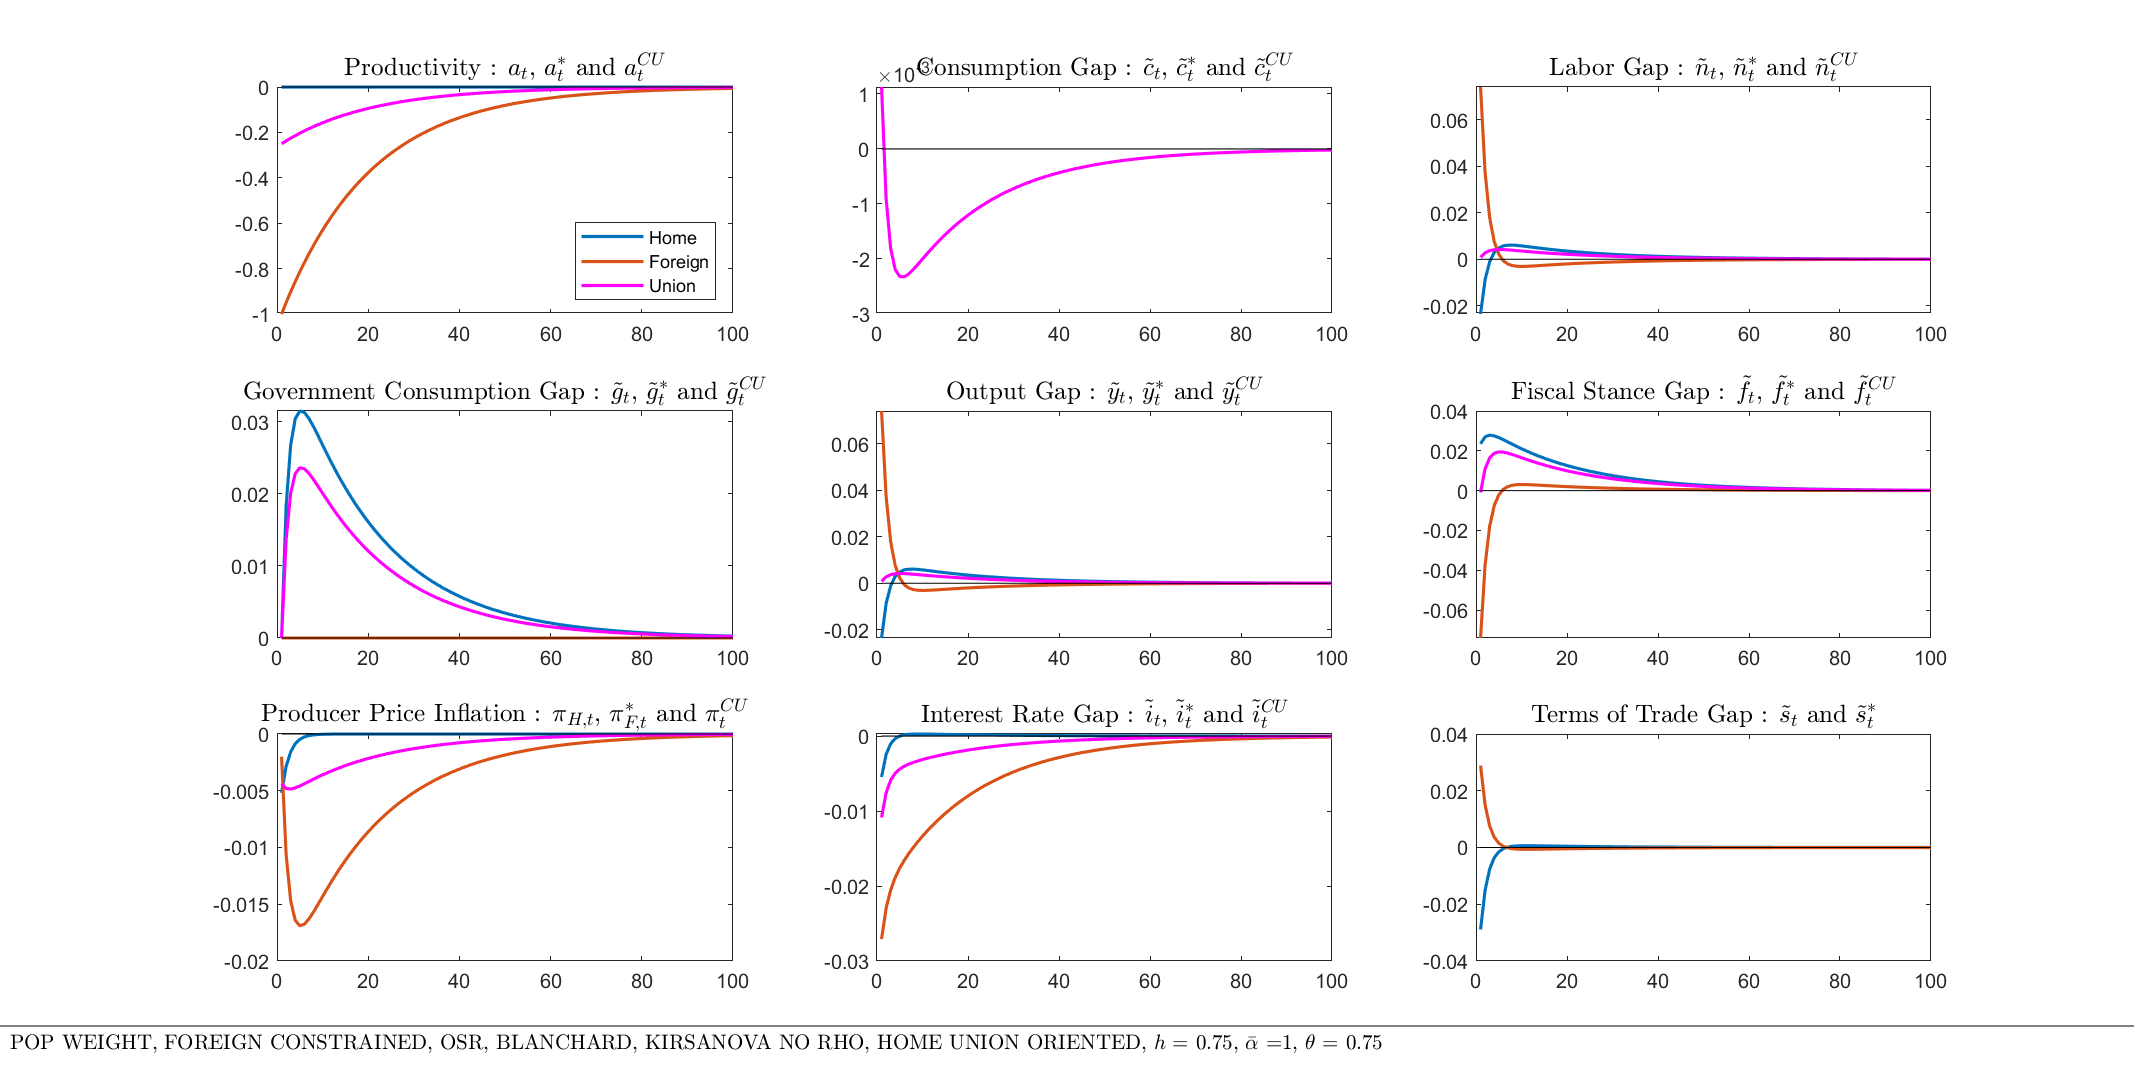 Productivity : a_t, a_t^* and a_t^{CU}
0
-0.2
-0.4
-0.6
-0.8
-1
0 20 40 60 80 100
Home
Foreign
Union
Consumption Gap : c̃_t, c̃_t^* and c̃_t^{CU}
1
0
-1
-2
-3
0 20 40 60 80 100
Labor Gap : ñ_t, ñ_t^* and ñ_t^{CU}
0.06
0.04
0.02
0
-0.02
0 20 40 60 80 100
Government Consumption Gap : g̃_t, g̃_t^* and g̃_t^{CU}
0.03
0.02
0.01
0
0 20 40 60 80 100
Output Gap : ỹ_t, ỹ_t^* and ỹ_t^{CU}
0.06
0.04
0.02
0
-0.02
0 20 40 60 80 100
Fiscal Stance Gap : f̃_t, f̃_t^* and f̃_t^{CU}
0.04
0.02
0
-0.02
-0.04
-0.06
0 20 40 60 80 100
Producer Price Inflation : π_{H,t}, π_{F,t}^* and π_t^{CU}
0
-0.005
-0.01
-0.015
-0.02
0 20 40 60 80 100
Interest Rate Gap : ĩ_t, ĩ_t^* and ĩ_t^{CU}
0
-0.01
-0.02
-0.03
0 20 40 60 80 100
Terms of Trade Gap : s̃_t and s̃_t^*
0.04
0.02
0
-0.02
-0.04
0 20 40 60 80 100
POP WEIGHT, FOREIGN CONSTRAINED, OSR, BLANCHARD, KIRSANOVA NO RHO, HOME UNION ORIENTED, h = 0.75, ᾱ =1, θ = 0.75